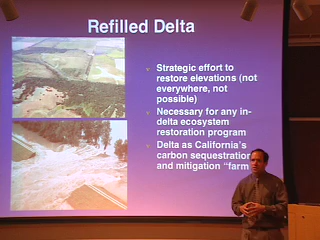 Refilled Delta
Strategic effort to
restore elevations (not
everywhere, not
possible)
Necessary for any in-
delta ecosystem
restoration program
Delta as California's
carbon sequestration
and mitigation "farm